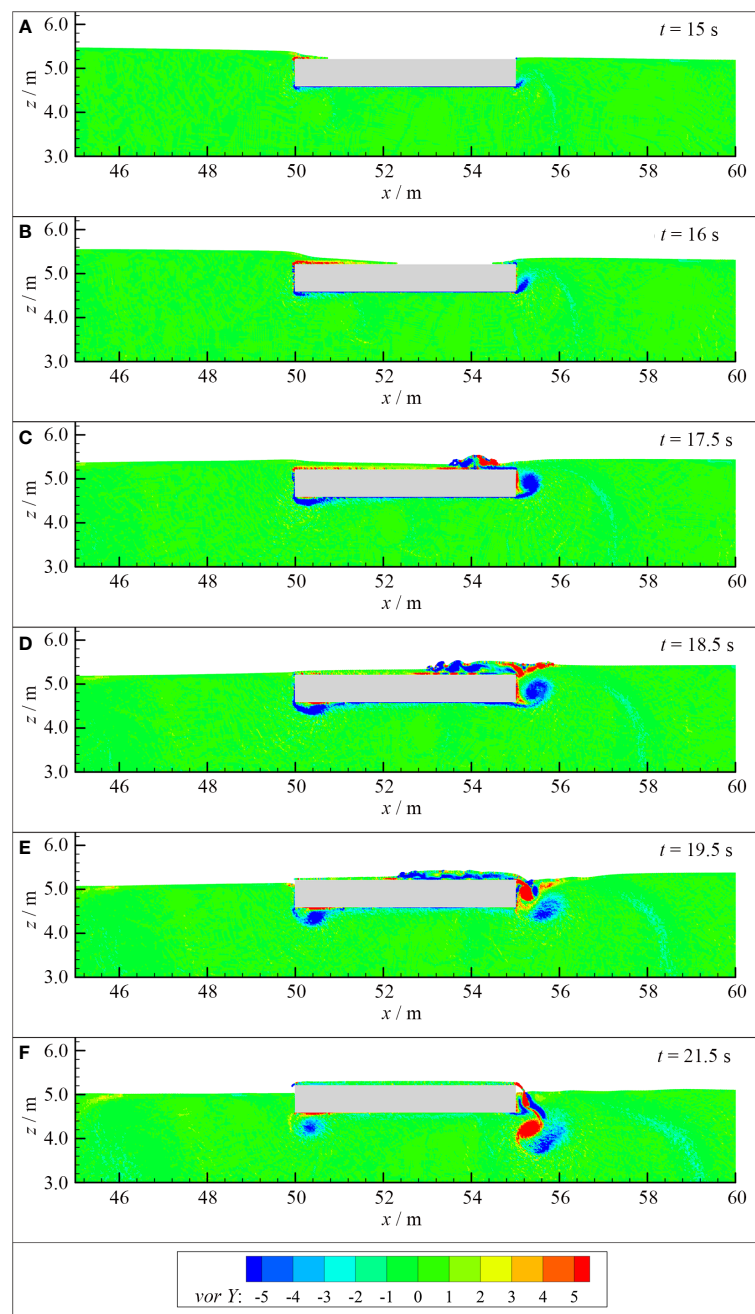 A
t = 15 s
6.0
5.0
4.0
3.0
z / m
46 48 50 52 54 56 58 60
x / m
B
t = 16 s
6.0
5.0
4.0
3.0
z / m
46 48 50 52 54 56 58 60
x / m
C
t = 17.5 s
6.0
5.0
4.0
3.0
z / m
46 48 50 52 54 56 58 60
x / m
D
t = 18.5 s
6.0
5.0
4.0
3.0
z / m
46 48 50 52 54 56 58 60
x / m
E
t = 19.5 s
6.0
5.0
4.0
3.0
z / m
46 48 50 52 54 56 58 60
x / m
F
t = 21.5 s
6.0
5.0
4.0
3.0
z / m
46 48 50 52 54 56 58 60
x / m
vor Y: -5 -4 -3 -2 -1 0 1 2 3 4 5